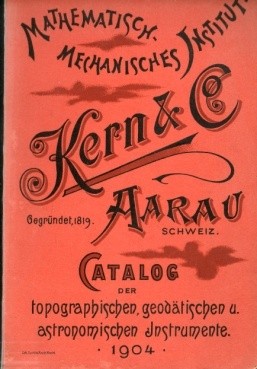 MATHEMATISCH-
MECHANISCHES INSTITUT
Kern & Co
Gegründet, 1819.
AARAU
SCHWEIZ.
CATALOG
DER
topographischen, geodätischen u.
astronomischen Instrumente.
· 1904 ·